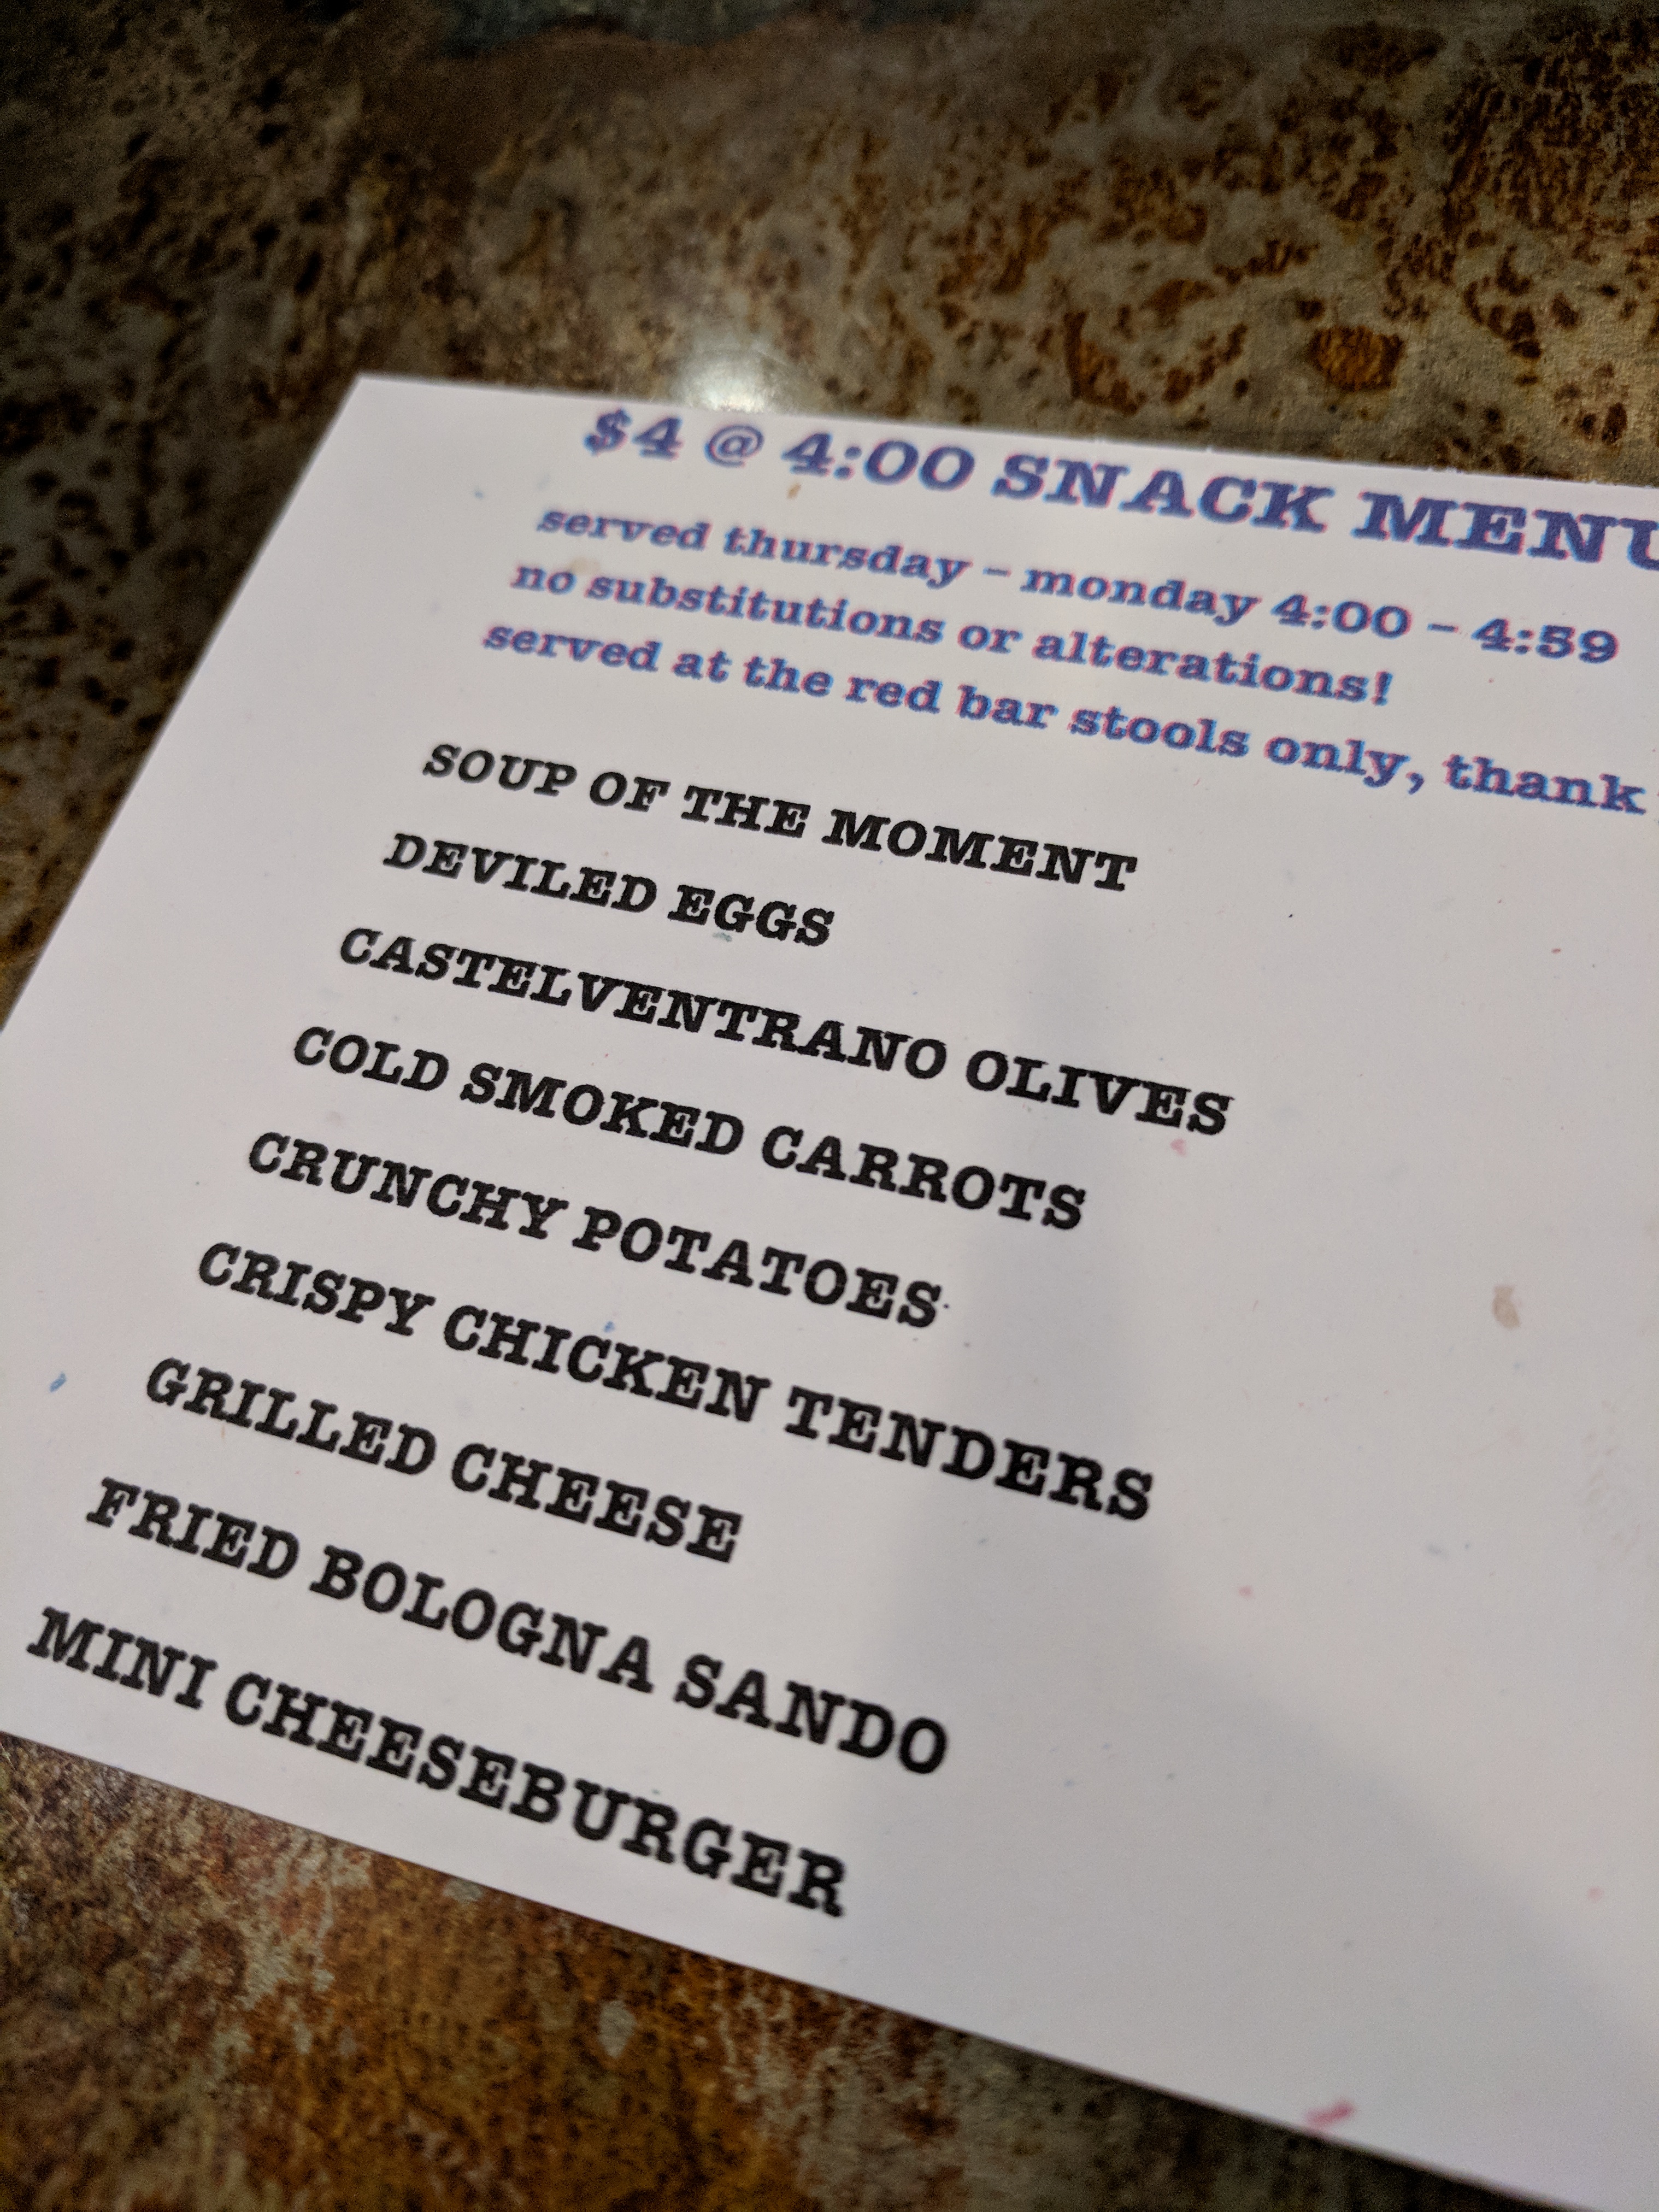 $4 @ 4:00 SNACK MENU
served thursday – monday 4:00 – 4:59
no substitutions or alterations!
served at the red bar stools only, thank
SOUP OF THE MOMENT
DEVILED EGGS
CASTELVENTRANO OLIVES
COLD SMOKED CARROTS
CRUNCHY POTATOES
CRISPY CHICKEN TENDERS
GRILLED CHEESE
FRIED BOLOGNA SANDO
MINI CHEESEBURGER